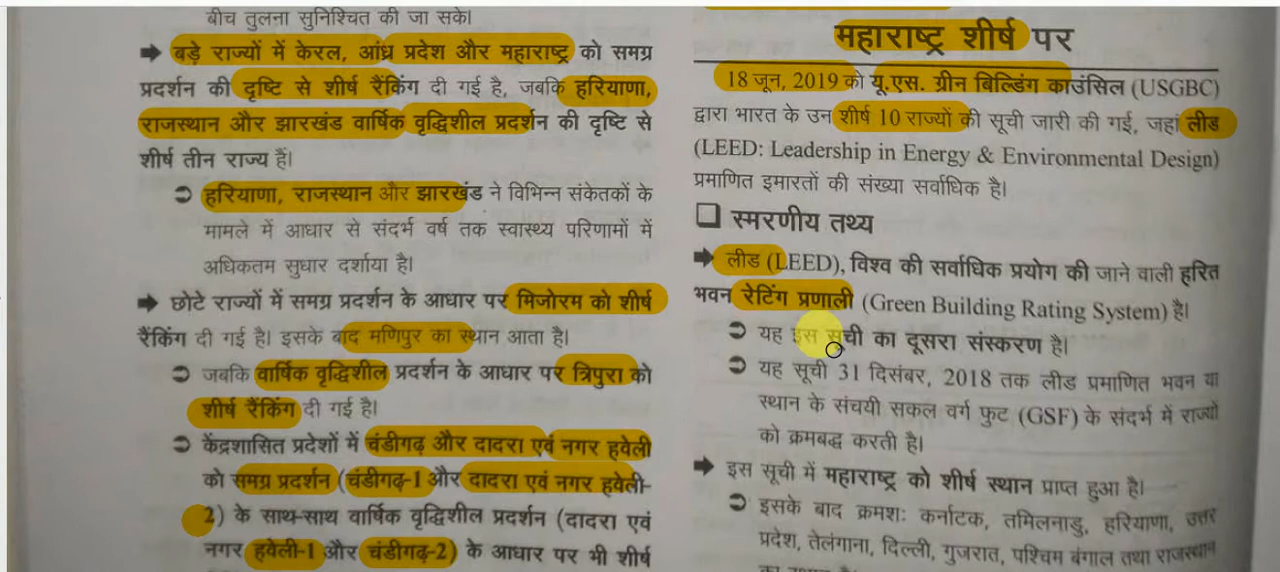 बीच तुलना सुनिश्चित की जा सके।
➡ बड़े राज्यों में केरल, आंध्र प्रदेश और महाराष्ट्र को समग्र
प्रदर्शन की दृष्टि से शीर्ष रैंकिंग दी गई है, जबकि हरियाणा,
राजस्थान और झारखंड वार्षिक वृद्धिशील प्रदर्शन की दृष्टि से
शीर्ष तीन राज्य हैं।
➲ हरियाणा, राजस्थान और झारखंड ने विभिन्न संकेतकों के
मामले में आधार से संदर्भ वर्ष तक स्वास्थ्य परिणामों में
अधिकतम सुधार दर्शाया है।
➡ छोटे राज्यों में समग्र प्रदर्शन के आधार पर मिजोरम को शीर्ष
रैंकिंग दी गई है। इसके बाद मणिपुर का स्थान आता है।
➲ जबकि वार्षिक वृद्धिशील प्रदर्शन के आधार पर त्रिपुरा को
शीर्ष रैंकिंग दी गई है।
➲ केंद्रशासित प्रदेशों में चंडीगढ़ और दादरा एवं नगर हवेली
को समग्र प्रदर्शन (चंडीगढ़-1 और दादरा एवं नगर हवेली-
2) के साथ-साथ वार्षिक वृद्धिशील प्रदर्शन (दादरा एवं
नगर हवेली-1 और चंडीगढ़-2) के आधार पर भी शीर्ष
महाराष्ट्र शीर्ष पर
18 जून, 2019 को यू.एस. ग्रीन बिल्डिंग काउंसिल (USGBC)
द्वारा भारत के उन शीर्ष 10 राज्यों की सूची जारी की गई, जहां लीड
(LEED: Leadership in Energy & Environmental Design)
प्रमाणित इमारतों की संख्या सर्वाधिक है।
❑ स्मरणीय तथ्य
➡ लीड (LEED), विश्व की सर्वाधिक प्रयोग की जाने वाली हरित
भवन रेटिंग प्रणाली (Green Building Rating System) है।
➲ यह इस सूची का दूसरा संस्करण है।
➲ यह सूची 31 दिसंबर, 2018 तक लीड प्रमाणित भवन या
स्थान के संचयी सकल वर्ग फुट (GSF) के संदर्भ में राज्यों
को क्रमबद्ध करती है।
➡ इस सूची में महाराष्ट्र को शीर्ष स्थान प्राप्त हुआ है।
➲ इसके बाद क्रमशः कर्नाटक, तमिलनाडु, हरियाणा, उत्तर
प्रदेश, तेलंगाना, दिल्ली, गुजरात, पश्चिम बंगाल तथा राजस्थान